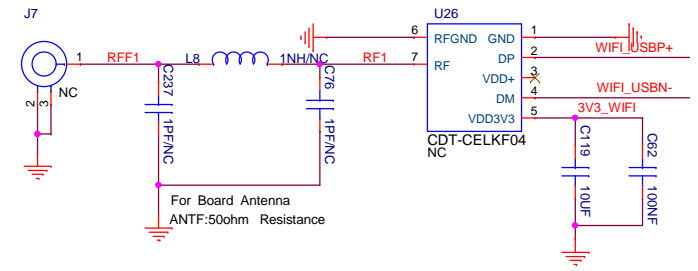 J7
1
RFF1
2
3
NC
C237
1PF/NC
L8
1NH/NC
C76
1PF/NC
RF1
For Board Antenna
ANTF:50ohm Resistance
U26
6
RFGND
GND
1
7
RF
DP
2
WIFI_USBP+
VDD+
3
DM
4
WIFI_USBN-
VDD3V3
5
3V3_WIFI
CDT-CELKF04
NC
C119
10UF
C62
100NF